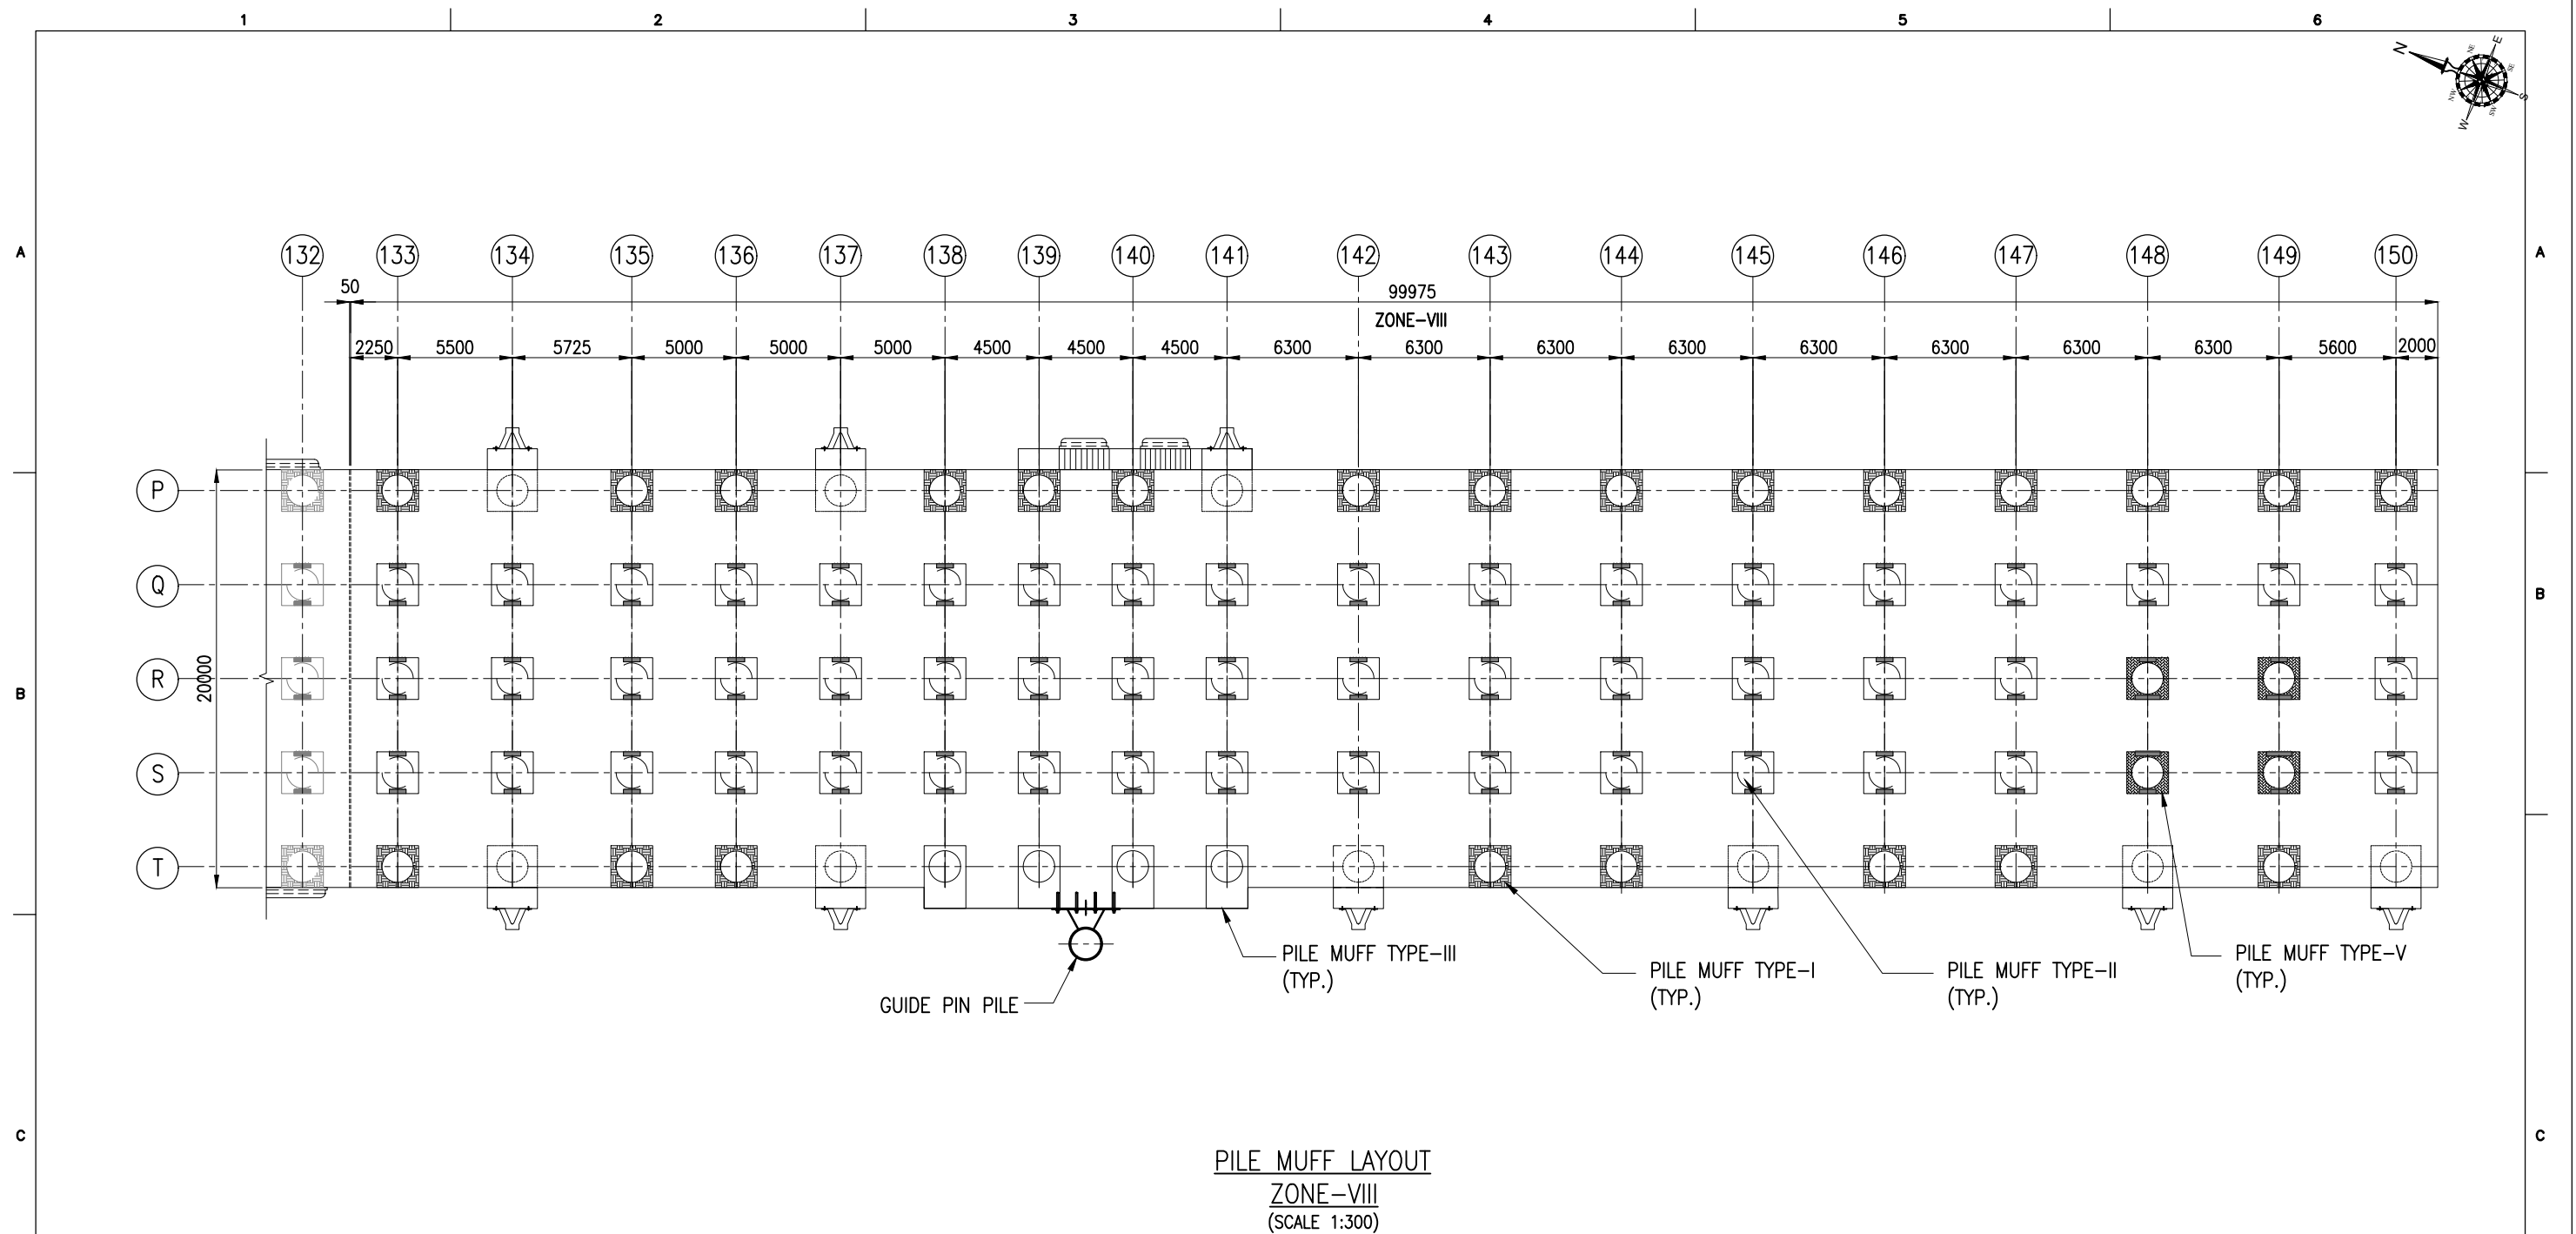 1 2 3 4 5 6
N NE E SE S SW W NW
A A
132 133 134 135 136 137 138 139 140 141 142 143 144 145 146 147 148 149 150
50 99975
ZONE-VIII
2250 5500 5725 5000 5000 5000 4500 4500 4500 6300 6300 6300 6300 6300 6300 6300 6300 5600 2000
P
Q
B
R
20000
B
S
T
PILE MUFF TYPE-III
(TYP.)
PILE MUFF TYPE-I
(TYP.)
PILE MUFF TYPE-II
(TYP.)
PILE MUFF TYPE-V
(TYP.)
GUIDE PIN PILE
C C
PILE MUFF LAYOUT
ZONE-VIII
(SCALE 1:300)